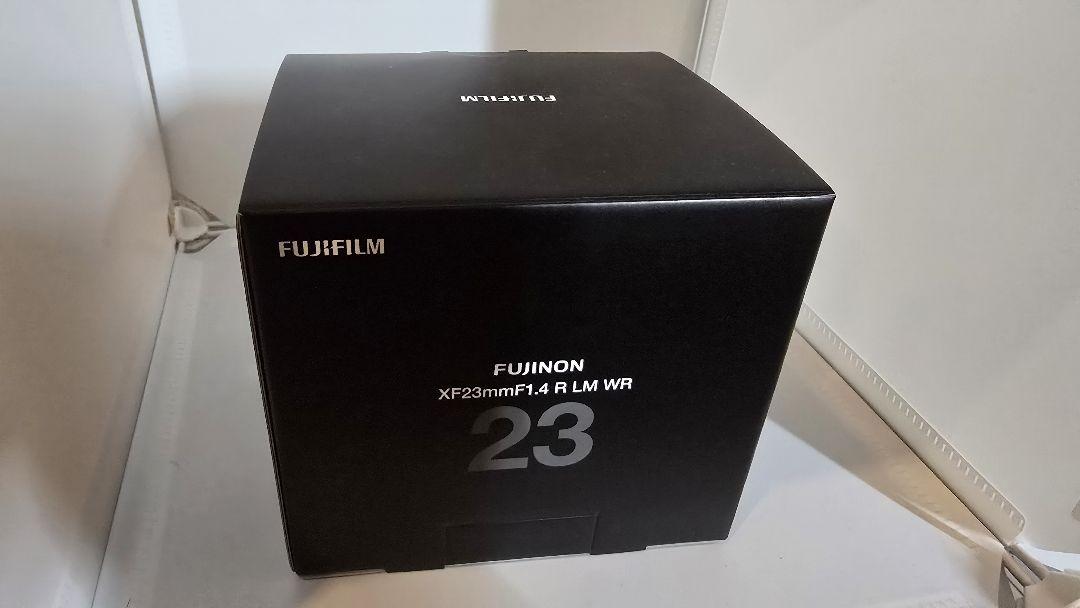 FUJIFILM
FUJIFILM
FUJINON
XF23mmF1.4 R LM WR
23